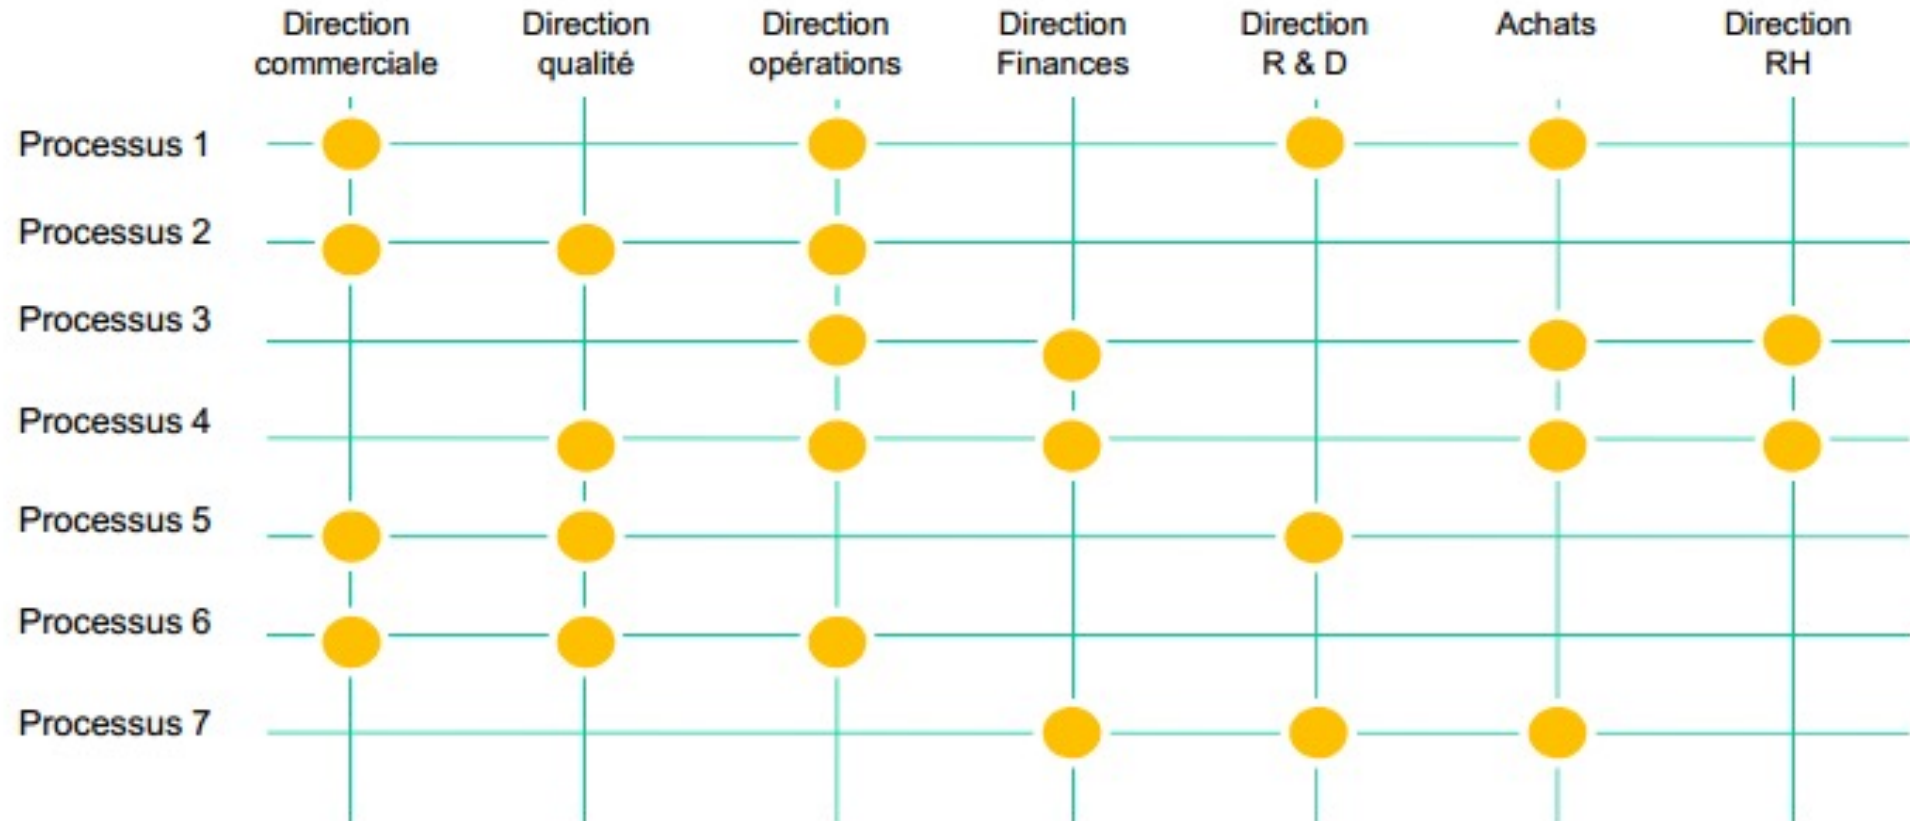 Direction
commerciale
Direction
qualité
Direction
opérations
Direction
Finances
Direction
R & D
Achats
Direction
RH
Processus 1
Processus 2
Processus 3
Processus 4
Processus 5
Processus 6
Processus 7